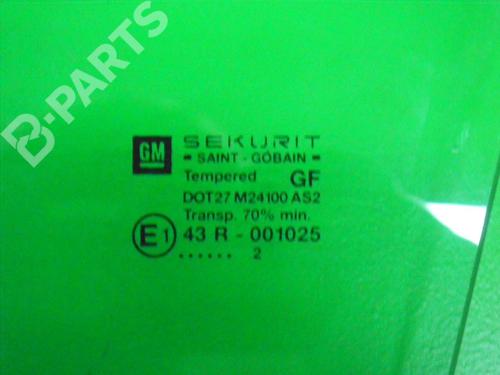 B-PARTS
GM SEKURIT
SAINT - GOBAIN
Tempered GF
DOT27 M24100 AS2
Transp. 70% min.
E1 43 R - 001025
...... 2